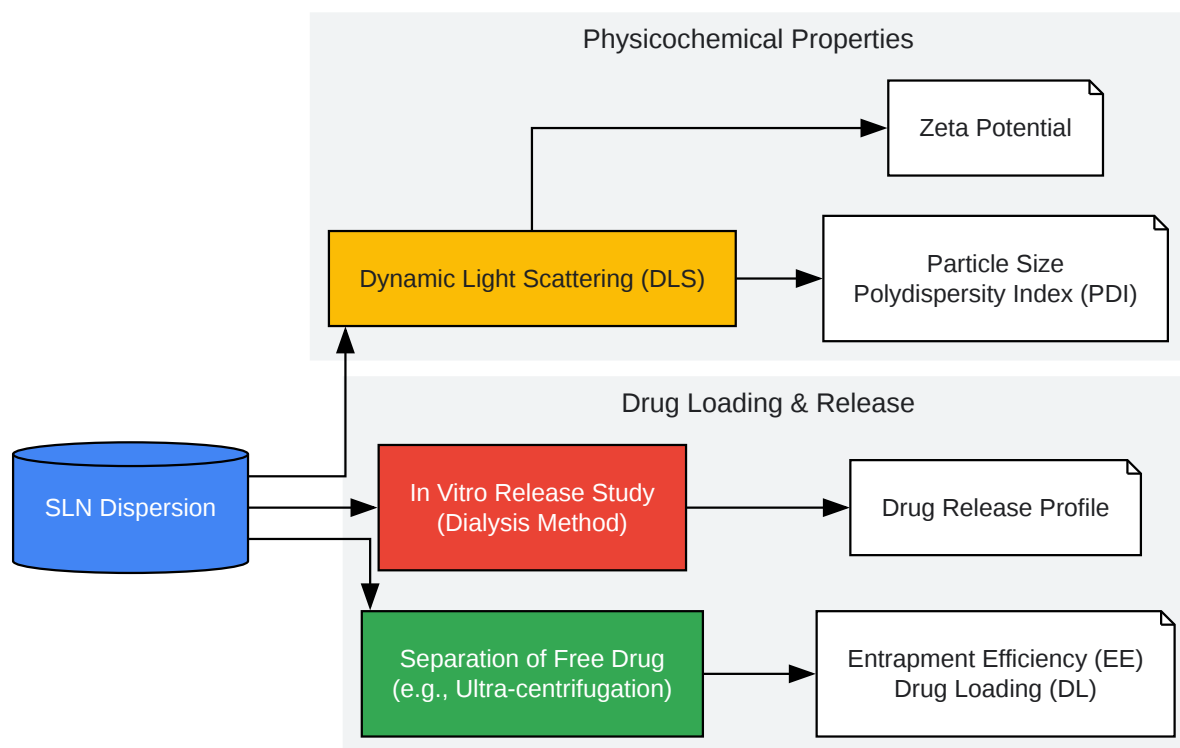 Physicochemical Properties
Zeta Potential
Dynamic Light Scattering (DLS)
Particle Size
Polydispersity Index (PDI)
Drug Loading & Release
SLN Dispersion
In Vitro Release Study
(Dialysis Method)
Drug Release Profile
Separation of Free Drug
(e.g., Ultra-centrifugation)
Entrapment Efficiency (EE)
Drug Loading (DL)